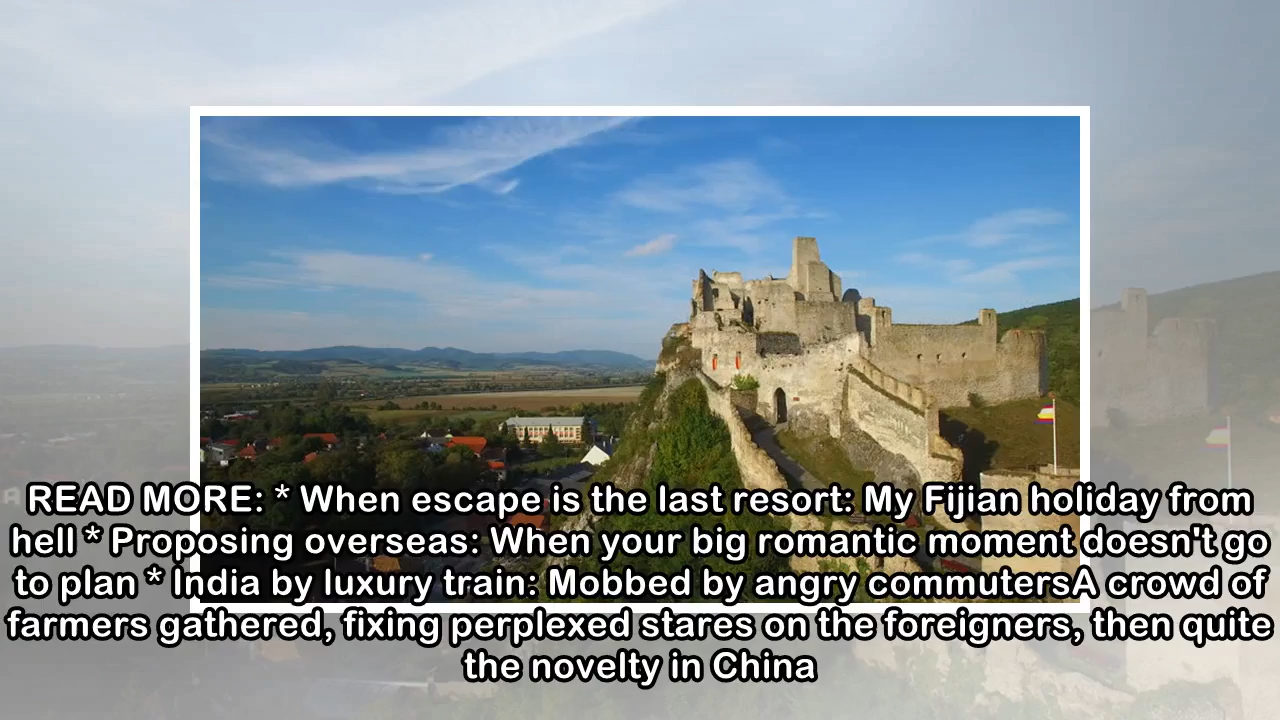 READ MORE: * When escape is the last resort: My Fijian holiday from
hell * Proposing overseas: When your big romantic moment doesn't go
to plan * India by luxury train: Mobbed by angry commutersA crowd of
farmers gathered, fixing perplexed stares on the foreigners, then quite
the novelty in China